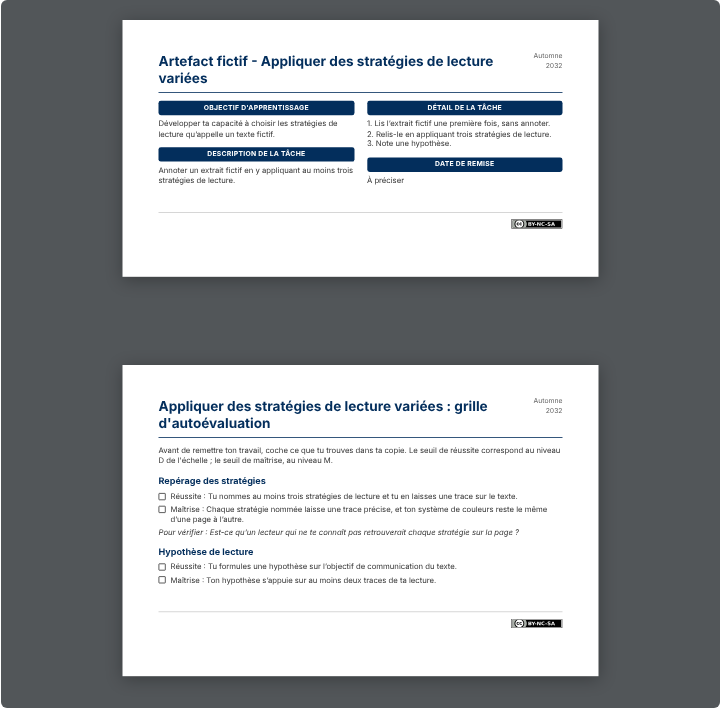 Artefact fictif - Appliquer des stratégies de lecture
variées
Automne
2032
OBJECTIF D'APPRENTISSAGE
Développer ta capacité à choisir les stratégies de
lecture qu'appelle un texte fictif.
DESCRIPTION DE LA TÂCHE
Annoter un extrait fictif en y appliquant au moins trois
stratégies de lecture.
DÉTAIL DE LA TÂCHE
1. Lis l'extrait fictif une première fois, sans annoter.
2. Relis-le en appliquant trois stratégies de lecture.
3. Note une hypothèse.
DATE DE REMISE
À préciser
CC BY-NC-SA
Appliquer des stratégies de lecture variées : grille
d'autoévaluation
Automne
2032
Avant de remettre ton travail, coche ce que tu trouves dans ta copie. Le seuil de réussite correspond au niveau
D de l'échelle ; le seuil de maîtrise, au niveau M.
Repérage des stratégies
Réussite : Tu nommes au moins trois stratégies de lecture et tu en laisses une trace sur le texte.
Maîtrise : Chaque stratégie nommée laisse une trace précise, et ton système de couleurs reste le même
d'une page à l'autre.
Pour vérifier : Est-ce qu'un lecteur qui ne te connaît pas retrouverait chaque stratégie sur la page ?
Hypothèse de lecture
Réussite : Tu formules une hypothèse sur l'objectif de communication du texte.
Maîtrise : Ton hypothèse s'appuie sur au moins deux traces de ta lecture.
CC BY-NC-SA